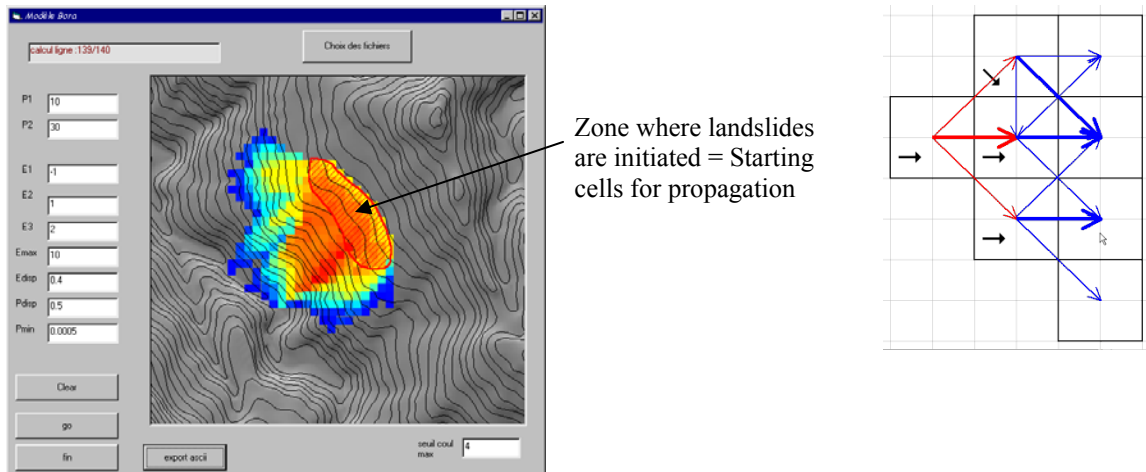 Modèle Bora
calcul ligne :139/140
Choix des fichiers
P1 10
P2 30
E1 -1
E2 1
E3 2
Emax 10
Edisp 0.4
Pdisp 0.5
Pmin 0.0005
Clear
go
fin
export ascii
seuil coul
max 4
Zone where landslides
are initiated = Starting
cells for propagation